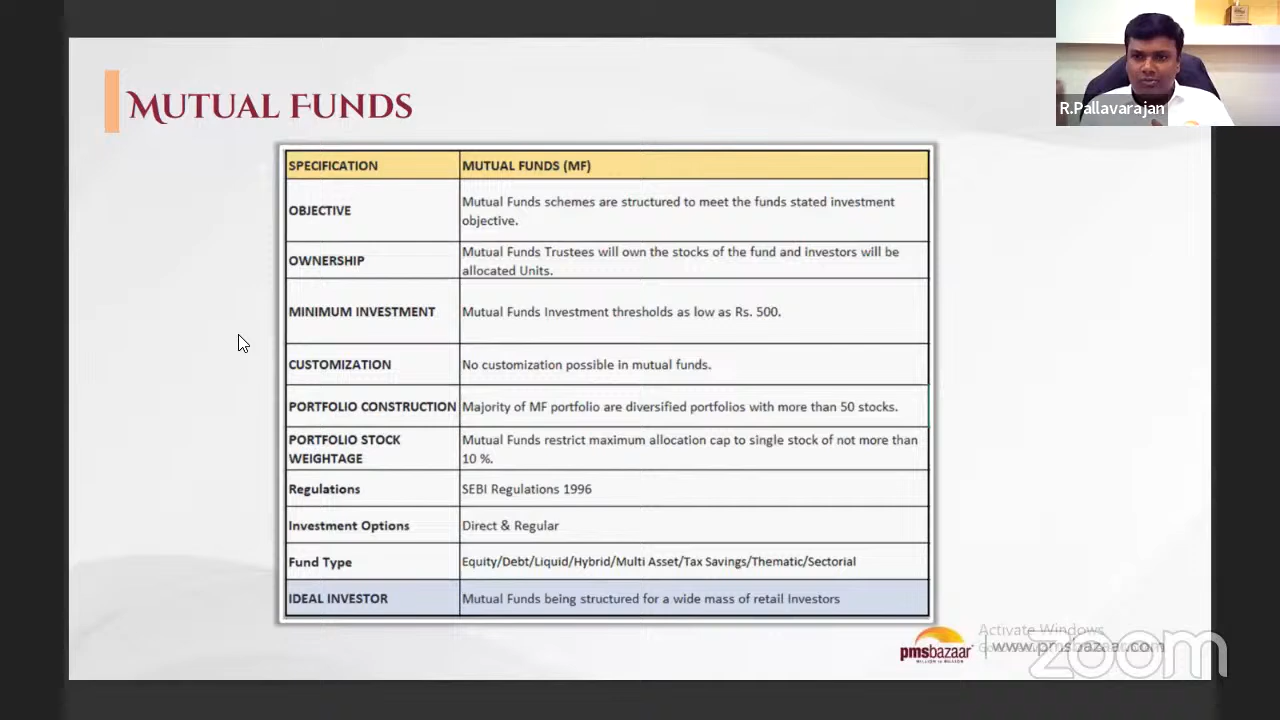 R.Pallavarajan
MUTUAL FUNDS
SPECIFICATION MUTUAL FUNDS (MF)
OBJECTIVE Mutual Funds schemes are structured to meet the funds stated investment
objective.
OWNERSHIP Mutual Funds Trustees will own the stocks of the fund and investors will be
allocated Units.
MINIMUM INVESTMENT Mutual Funds Investment thresholds as low as Rs. 500.
CUSTOMIZATION No customization possible in mutual funds.
PORTFOLIO CONSTRUCTION Majority of MF portfolio are diversified portfolios with more than 50 stocks.
PORTFOLIO STOCK
WEIGHTAGE
Mutual Funds restrict maximum allocation cap to single stock of not more than
10 %.
Regulations SEBI Regulations 1996
Investment Options Direct & Regular
Fund Type Equity/Debt/Liquid/Hybrid/Multi Asset/Tax Savings/Thematic/Sectorial
IDEAL INVESTOR Mutual Funds being structured for a wide mass of retail Investors
Activate Windows
pmsbazaar
www.pmsbazaar.com
zoom